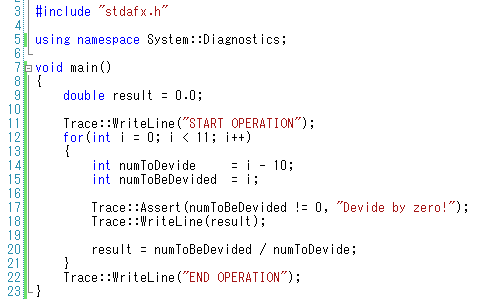 2
3 #include "stdafx.h"
4
5 using namespace System::Diagnostics;
6
7 void main()
8 {
9 double result = 0.0;
10
11 Trace::WriteLine("START OPERATION");
12 for(int i = 0; i < 11; i++)
13 {
14 int numToDevide = i - 10;
15 int numToBeDevided = i;
16
17 Trace::Assert(numToBeDevided != 0, "Devide by zero!");
18 Trace::WriteLine(result);
19
20 result = numToBeDevided / numToDevide;
21 }
22 Trace::WriteLine("END OPERATION");
23 }